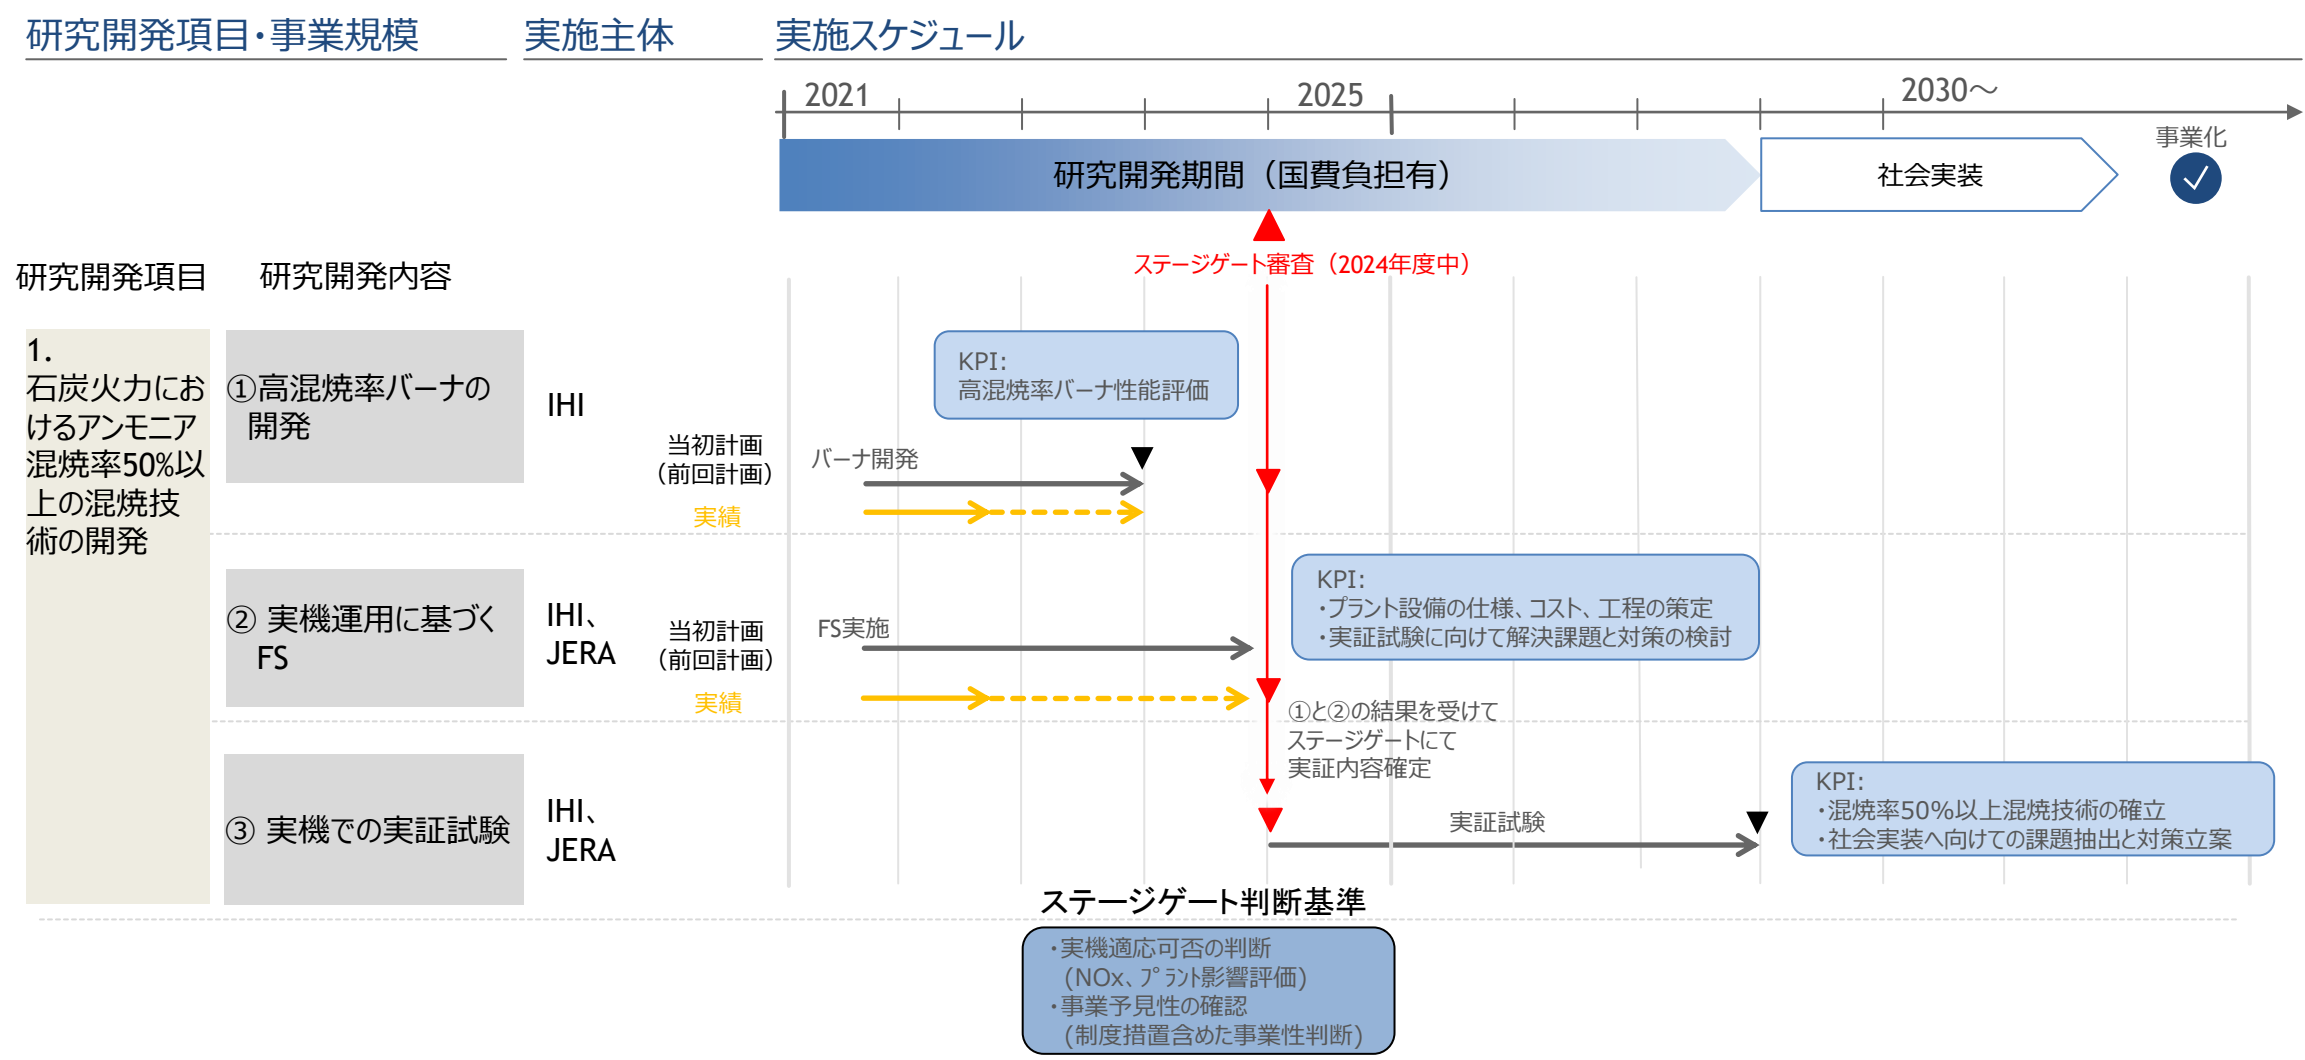 研究開発項目・事業規模
実施主体
実施スケジュール
2021
2025
2030～
研究開発期間（国費負担有）
社会実装
事業化
ステージゲート審査（2024年度中）
研究開発項目
研究開発内容
1.
石炭火力にお
けるアンモニア
混焼率50%以
上の混焼技
術の開発
①高混焼率バーナの
開発
IHI
当初計画
（前回計画）
実績
バーナ開発
KPI:
高混焼率バーナ性能評価
② 実機運用に基づく
FS
IHI、
JERA
当初計画
（前回計画）
実績
FS実施
KPI:
・プラント設備の仕様、コスト、工程の策定
・実証試験に向けて解決課題と対策の検討
①と②の結果を受けて
ステージゲートにて
実証内容確定
③ 実機での実証試験
IHI、
JERA
実証試験
KPI:
・混焼率50%以上混焼技術の確立
・社会実装へ向けての課題抽出と対策立案
ステージゲート判断基準
・実機適応可否の判断
(NOx、ﾌﾟﾗﾝﾄ影響評価)
・事業予見性の確認
(制度措置含めた事業性判断)